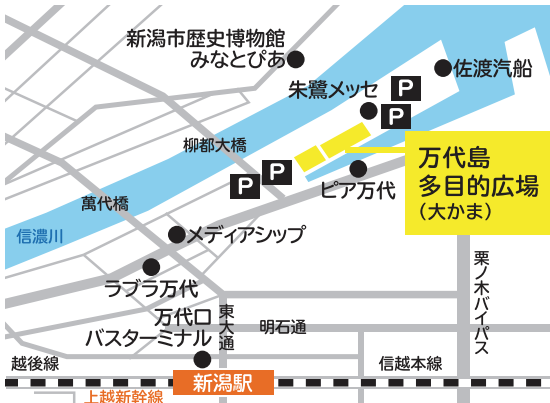 新潟市歴史博物館
みなとぴあ
佐渡汽船
朱鷺メッセ
P
P
柳都大橋
万代島
多目的広場
(大かま)
P
P
ピア万代
萬代橋
信濃川
メディアシップ
栗ノ木バイパス
ラブラ万代
万代口
バスターミナル
東大通
明石通
越後線
信越本線
新潟駅
上越新幹線